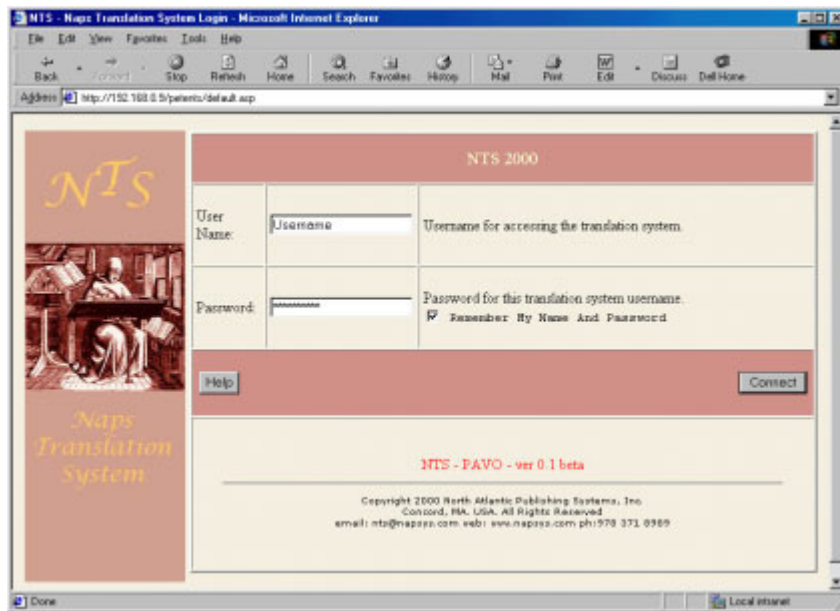 NTS - Naps Translation System Login - Microsoft Internet Explorer
File Edit View Favorites Tools Help
Back Forward Stop Refresh Home Search Favorites History Mail Print Edit Discuss Dell Home
Address http://192.168.0.5/patents/default.asp
NTS
NTS 2000
User
Name:
Username
Username for accessing the translation system.
Password:
Password for this translation system username.
Remember My Name And Password
Help
Connect
Naps
Translation
System
NTS - PAVO - ver 0.1 beta
Copyright 2000 North Atlantic Publishing Systems, Inc.
Concord, MA. USA. All Rights Reserved
email: nts@napsys.com web: www.napsys.com ph:978 371 8989
Done
Local intranet